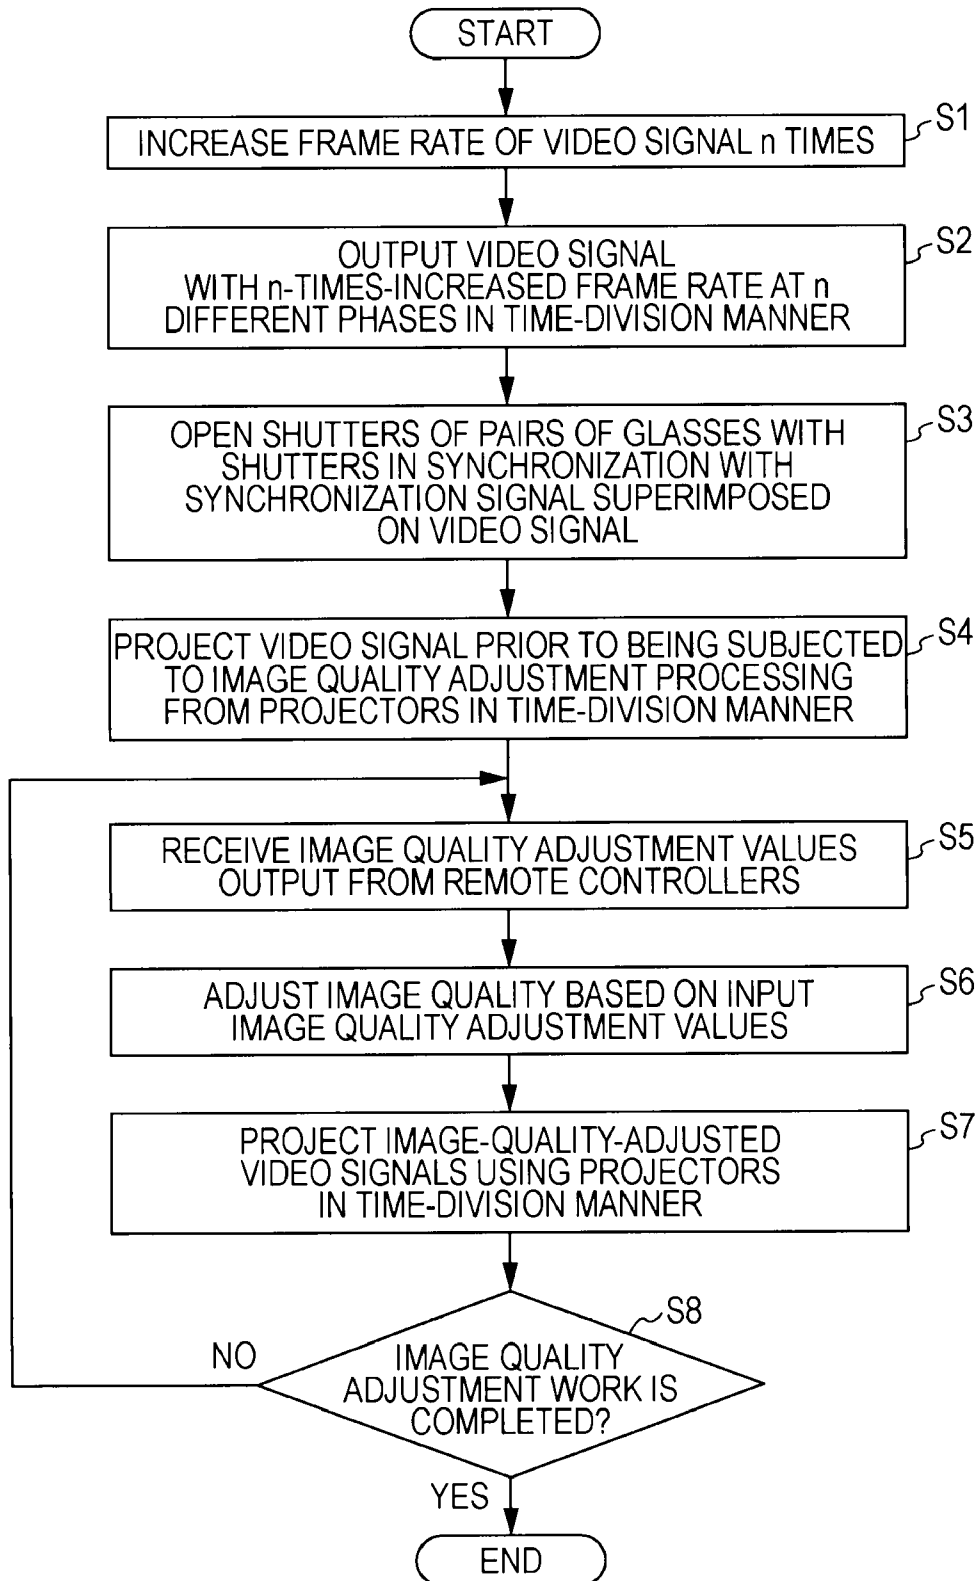 START
S1
INCREASE FRAME RATE OF VIDEO SIGNAL n TIMES
S2
OUTPUT VIDEO SIGNAL
WITH n-TIMES-INCREASED FRAME RATE AT n
DIFFERENT PHASES IN TIME-DIVISION MANNER
S3
OPEN SHUTTERS OF PAIRS OF GLASSES WITH
SHUTTERS IN SYNCHRONIZATION WITH
SYNCHRONIZATION SIGNAL SUPERIMPOSED
ON VIDEO SIGNAL
S4
PROJECT VIDEO SIGNAL PRIOR TO BEING SUBJECTED
TO IMAGE QUALITY ADJUSTMENT PROCESSING
FROM PROJECTORS IN TIME-DIVISION MANNER
S5
RECEIVE IMAGE QUALITY ADJUSTMENT VALUES
OUTPUT FROM REMOTE CONTROLLERS
S6
ADJUST IMAGE QUALITY BASED ON INPUT
IMAGE QUALITY ADJUSTMENT VALUES
S7
PROJECT IMAGE-QUALITY-ADJUSTED
VIDEO SIGNALS USING PROJECTORS
IN TIME-DIVISION MANNER
S8
NO
IMAGE QUALITY
ADJUSTMENT WORK IS
COMPLETED?
YES
END